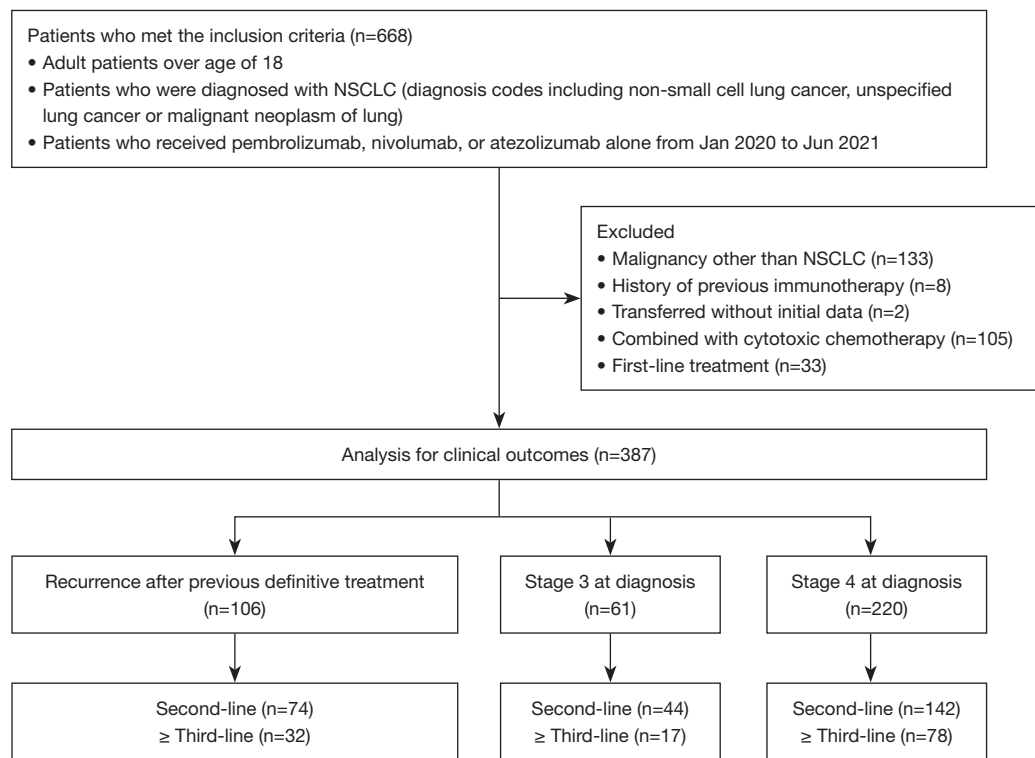 Patients who met the inclusion criteria (n=668)
• Adult patients over age of 18
• Patients who were diagnosed with NSCLC (diagnosis codes including non-small cell lung cancer, unspecified
lung cancer or malignant neoplasm of lung)
• Patients who received pembrolizumab, nivolumab, or atezolizumab alone from Jan 2020 to Jun 2021
Excluded
• Malignancy other than NSCLC (n=133)
• History of previous immunotherapy (n=8)
• Transferred without initial data (n=2)
• Combined with cytotoxic chemotherapy (n=105)
• First-line treatment (n=33)
Analysis for clinical outcomes (n=387)
Recurrence after previous definitive treatment
(n=106)
Stage 3 at diagnosis
(n=61)
Stage 4 at diagnosis
(n=220)
Second-line (n=74)
≥ Third-line (n=32)
Second-line (n=44)
≥ Third-line (n=17)
Second-line (n=142)
≥ Third-line (n=78)